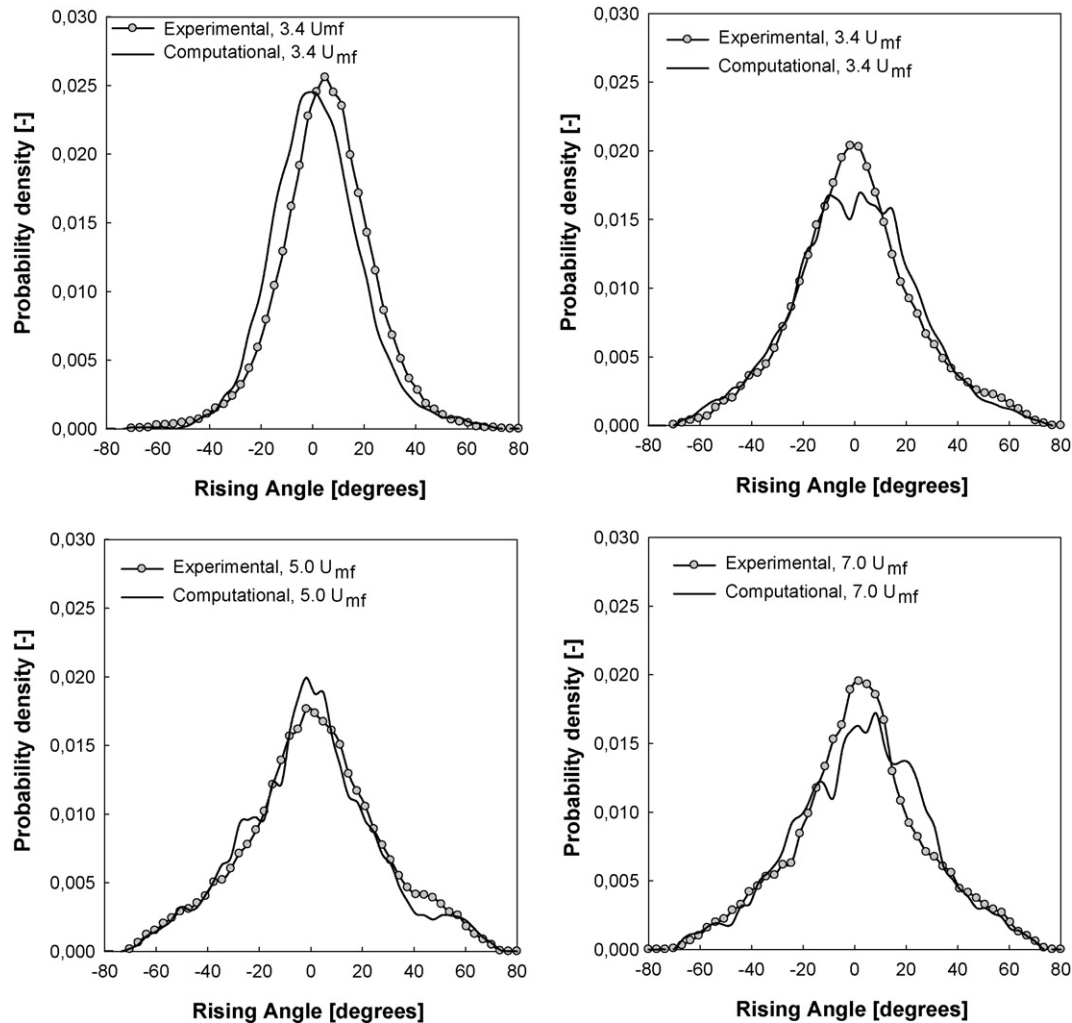 0,030
0,025
0,020
0,015
0,010
0,005
0,000
Probability density [-]
Experimental, 3.4 Umf
Computational, 3.4 Umf
-80 -60 -40 -20 0 20 40 60 80
Rising Angle [degrees]
0,030
0,025
0,020
0,015
0,010
0,005
0,000
Probability density [-]
Experimental, 3.4 Umf
Computational, 3.4 Umf
-80 -60 -40 -20 0 20 40 60 80
Rising Angle [degrees]
0,030
0,025
0,020
0,015
0,010
0,005
0,000
Probability density [-]
Experimental, 5.0 Umf
Computational, 5.0 Umf
-80 -60 -40 -20 0 20 40 60 80
Rising Angle [degrees]
0,030
0,025
0,020
0,015
0,010
0,005
0,000
Probability density [-]
Experimental, 7.0 Umf
Computational, 7.0 Umf
-80 -60 -40 -20 0 20 40 60 80
Rising Angle [degrees]